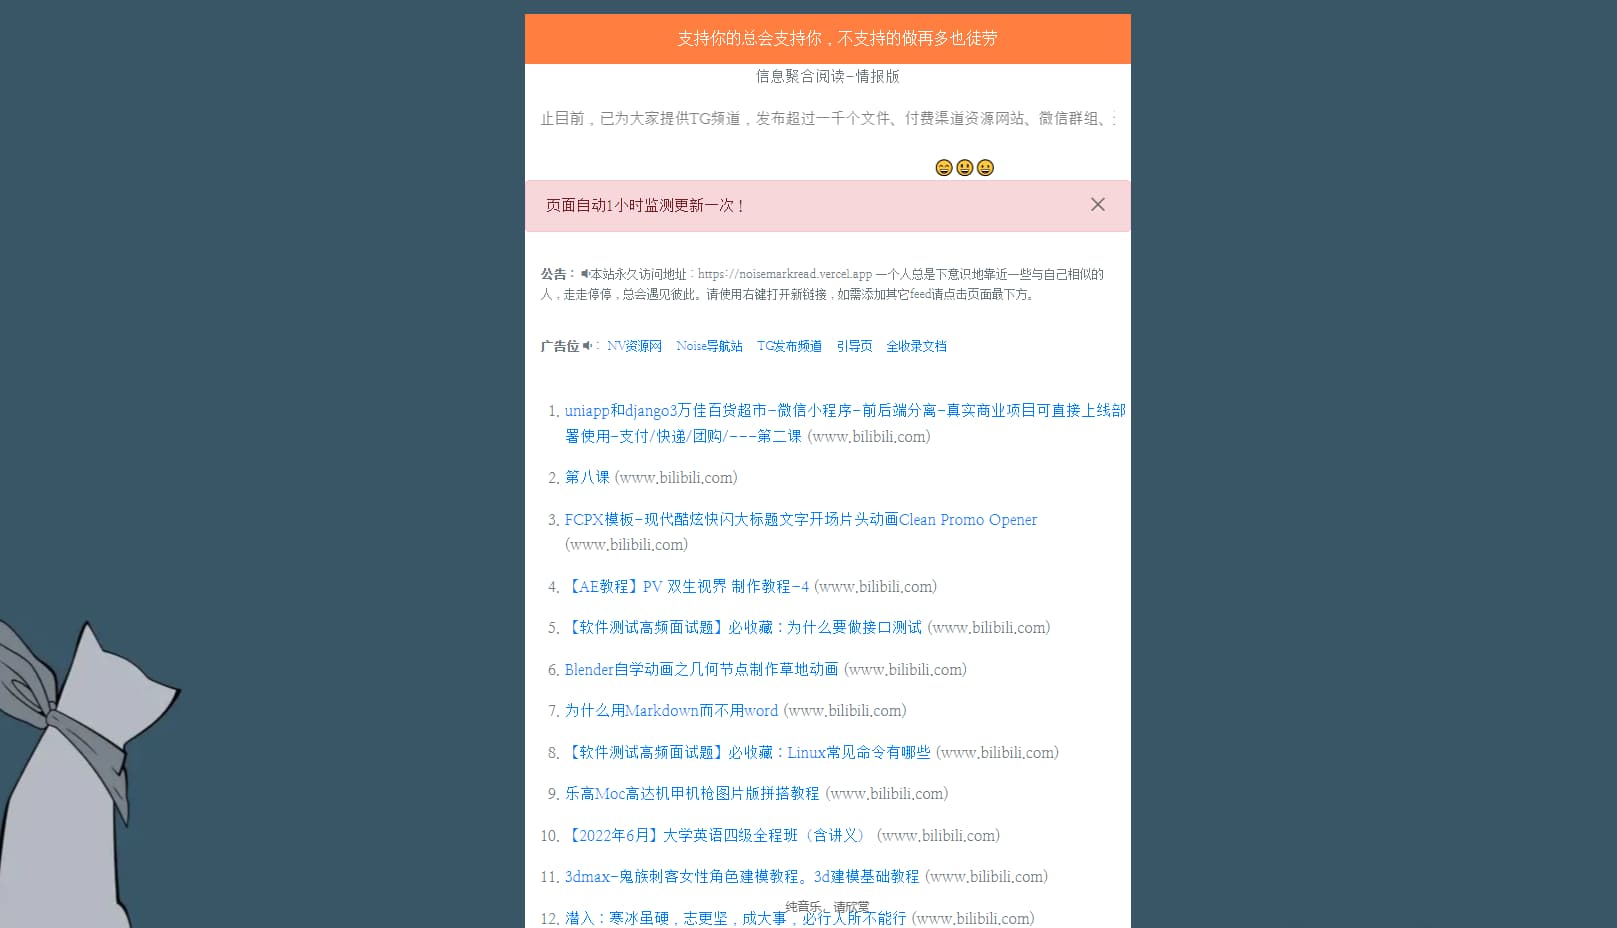 支持你的总会支持你，不支持的做再多也徒劳
信息聚合阅读-情报版
止目前，已为大家提供TG频道，发布超过一千个文件、付费渠道资源网站、微信群组、
页面自动1小时监测更新一次！
公告：本站永久访问地址：https://noisemarkread.vercel.app 一个人总是下意识地靠近一些与自己相似的
人，走走停停，总会遇见彼此。请使用右键打开新链接，如需添加其它feed请点击页面最下方。
广告位： NV资源网 Noise导航站 TG发布频道 引导页 全收录文档
1. uniapp和django3万佳百货超市-微信小程序-前后端分离-真实商业项目可直接上线部
署使用-支付/快递/团购/---第二课 (www.bilibili.com)
2. 第八课 (www.bilibili.com)
3. FCPX模板-现代酷炫快闪大标题文字开场片头动画Clean Promo Opener
(www.bilibili.com)
4. 【AE教程】PV 双生视界 制作教程-4 (www.bilibili.com)
5. 【软件测试高频面试题】必收藏：为什么要做接口测试 (www.bilibili.com)
6. Blender自学动画之几何节点制作草地动画 (www.bilibili.com)
7. 为什么用Markdown而不用word (www.bilibili.com)
8. 【软件测试高频面试题】必收藏：Linux常见命令有哪些 (www.bilibili.com)
9. 乐高Moc高达机甲机枪图片版拼搭教程 (www.bilibili.com)
10. 【2022年6月】大学英语四级全程班（含讲义） (www.bilibili.com)
11. 3dmax-鬼族刺客女性角色建模教程。3d建模基础教程 (www.bilibili.com)
纯音乐，请欣赏
12. 潜入：寒冰虽硬，志更坚，成大事，必行人所不能行 (www.bilibili.com)